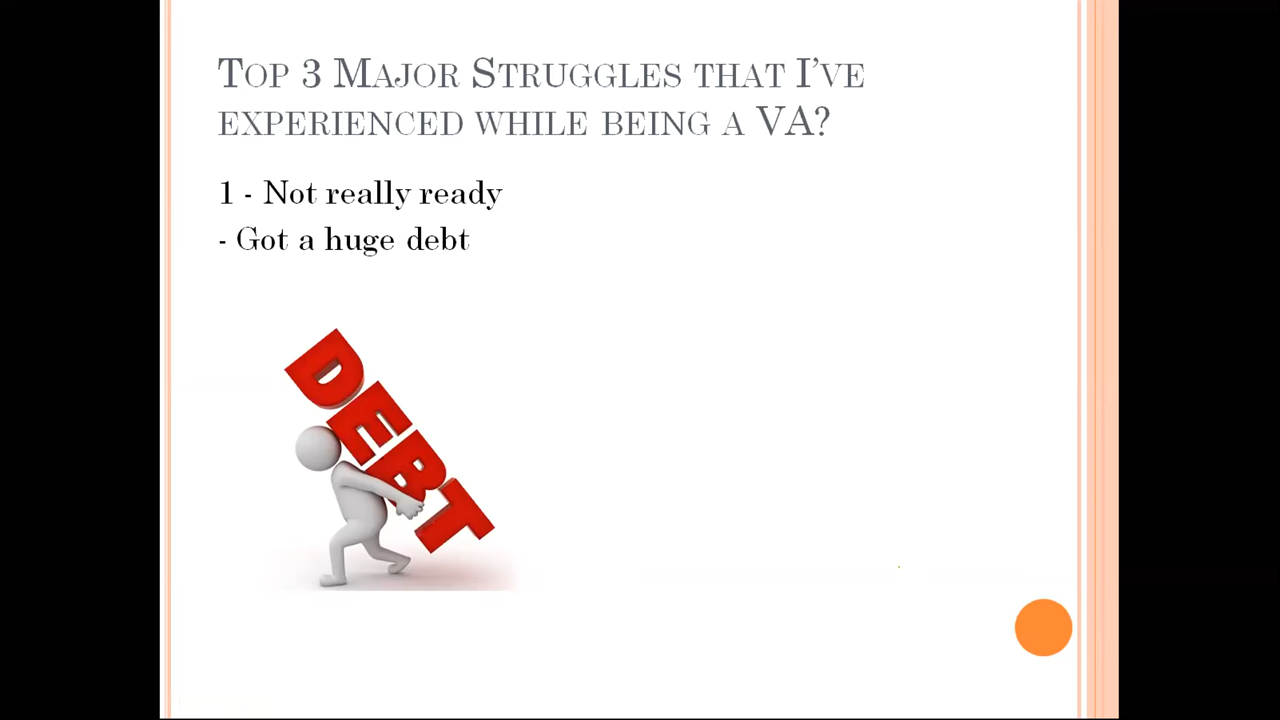 Top 3 Major Struggles that I've
experienced while being a VA?
1 - Not really ready
- Got a huge debt
DEBT